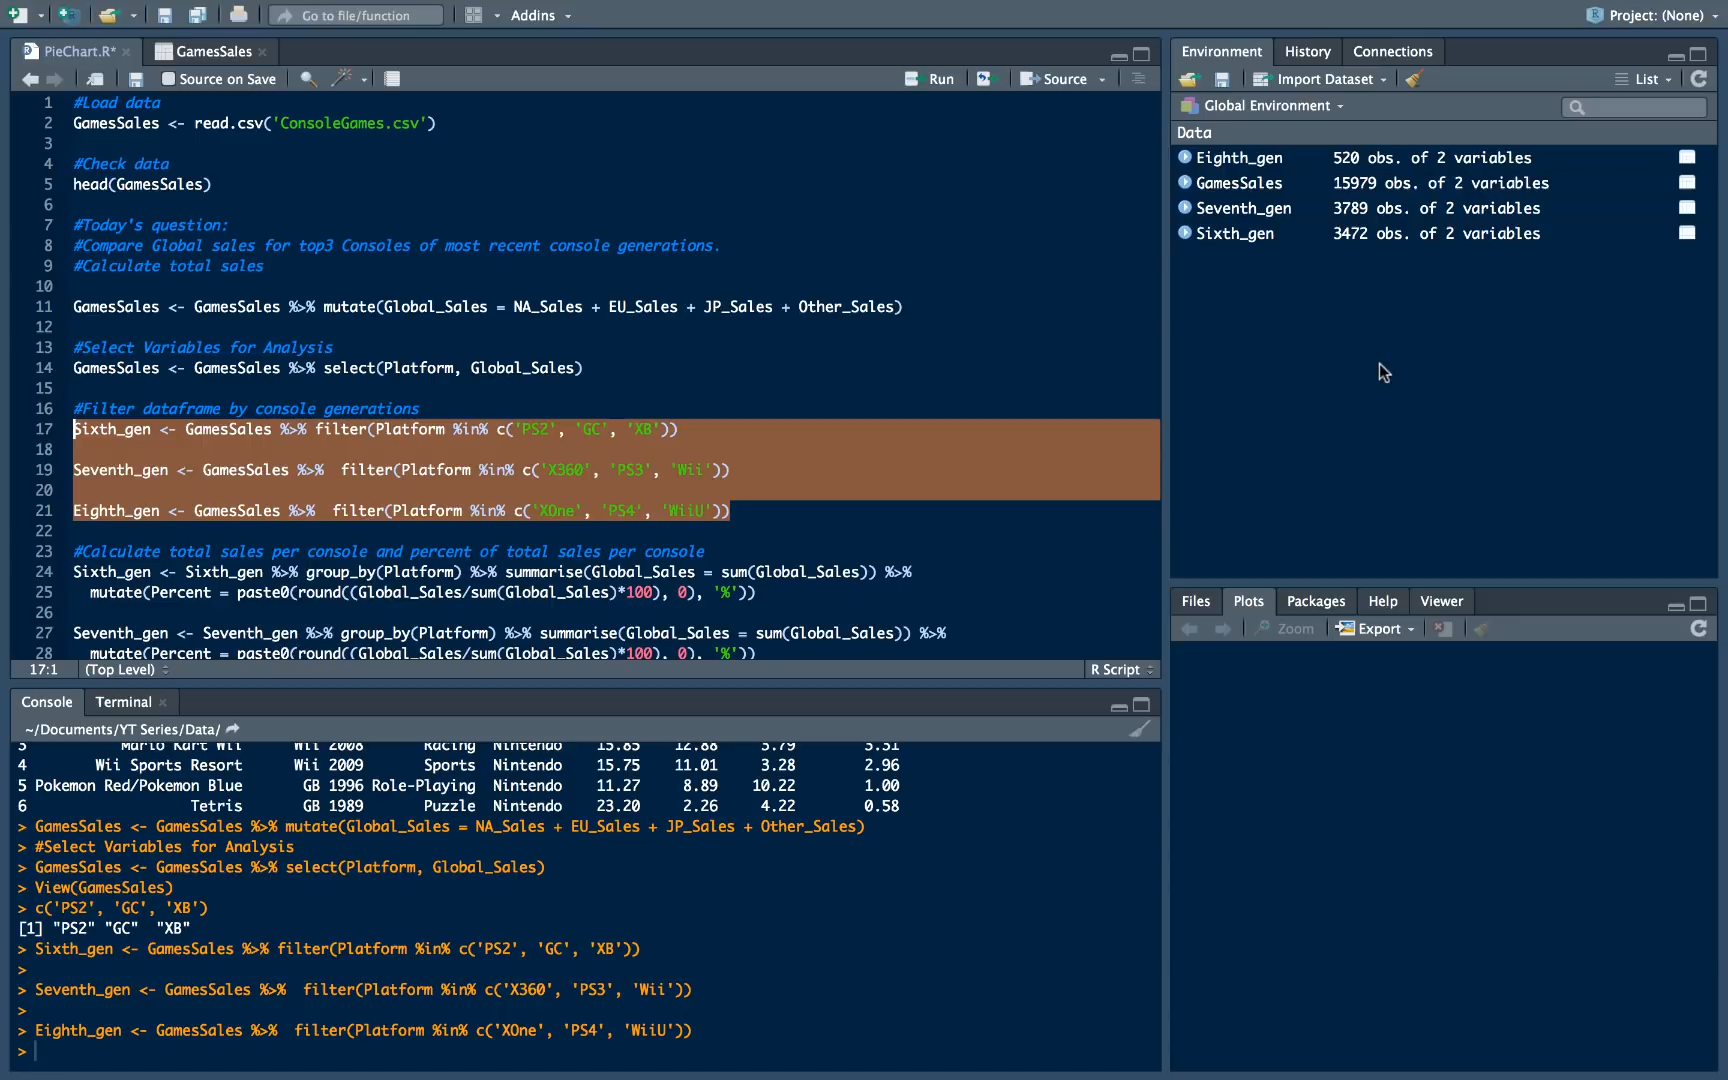 Go to file/function
Addins
Project: (None)
PieChart.R*
GamesSales
Source on Save
Run
Source
1 #Load data
2 GamesSales <- read.csv('ConsoleGames.csv')
3
4 #Check data
5 head(GamesSales)
6
7 #Today's question:
8 #Compare Global sales for top3 Consoles of most recent console generations.
9 #Calculate total sales
10
11 GamesSales <- GamesSales %>% mutate(Global_Sales = NA_Sales + EU_Sales + JP_Sales + Other_Sales)
12
13 #Select Variables for Analysis
14 GamesSales <- GamesSales %>% select(Platform, Global_Sales)
15
16 #Filter dataframe by console generations
17 Sixth_gen <- GamesSales %>% filter(Platform %in% c('PS2', 'GC', 'XB'))
18
19 Seventh_gen <- GamesSales %>%  filter(Platform %in% c('X360', 'PS3', 'Wii'))
20
21 Eighth_gen <- GamesSales %>%  filter(Platform %in% c('XOne', 'PS4', 'WiiU'))
22
23 #Calculate total sales per console and percent of total sales per console
24 Sixth_gen <- Sixth_gen %>% group_by(Platform) %>% summarise(Global_Sales = sum(Global_Sales)) %>%
25   mutate(Percent = paste0(round((Global_Sales/sum(Global_Sales)*100), 0), '%'))
26
27 Seventh_gen <- Seventh_gen %>% group_by(Platform) %>% summarise(Global_Sales = sum(Global_Sales)) %>%
28   mutate(Percent = paste0(round((Global_Sales/sum(Global_Sales)*100), 0), '%'))
17:1 (Top Level) R Script
Console Terminal
~/Documents/YT Series/Data/
3 Mario Kart Wii Wii 2008 Racing Nintendo 15.85 12.88 3.79 3.31
4 Wii Sports Resort Wii 2009 Sports Nintendo 15.75 11.01 3.28 2.96
5 Pokemon Red/Pokemon Blue GB 1996 Role-Playing Nintendo 11.27 8.89 10.22 1.00
6 Tetris GB 1989 Puzzle Nintendo 23.20 2.26 4.22 0.58
> GamesSales <- GamesSales %>% mutate(Global_Sales = NA_Sales + EU_Sales + JP_Sales + Other_Sales)
> #Select Variables for Analysis
> GamesSales <- GamesSales %>% select(Platform, Global_Sales)
> View(GamesSales)
> c('PS2', 'GC', 'XB')
[1] "PS2" "GC"  "XB"
> Sixth_gen <- GamesSales %>% filter(Platform %in% c('PS2', 'GC', 'XB'))
>
> Seventh_gen <- GamesSales %>%  filter(Platform %in% c('X360', 'PS3', 'Wii'))
>
> Eighth_gen <- GamesSales %>%  filter(Platform %in% c('XOne', 'PS4', 'WiiU'))
>
Environment History Connections
Import Dataset List
Global Environment
Data
Eighth_gen 520 obs. of 2 variables
GamesSales 15979 obs. of 2 variables
Seventh_gen 3789 obs. of 2 variables
Sixth_gen 3472 obs. of 2 variables
Files Plots Packages Help Viewer
Zoom Export